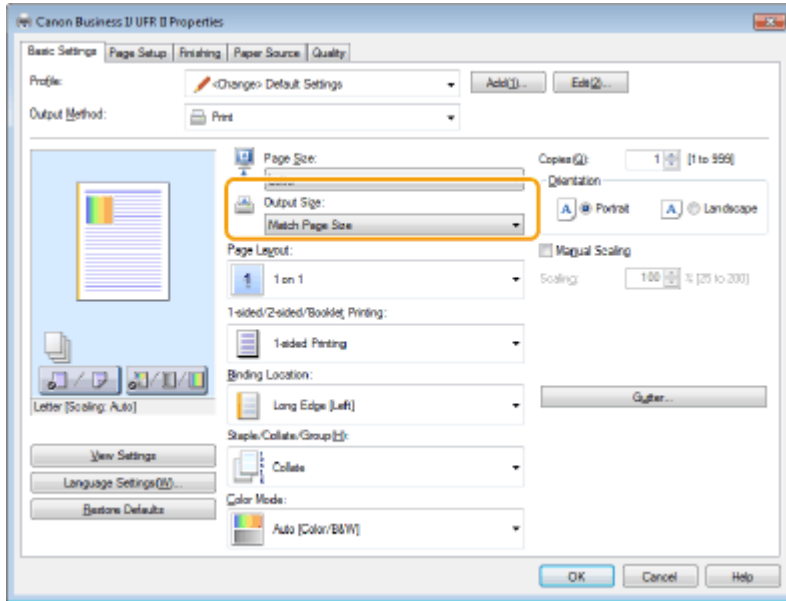 Canon Business IJ UFR II Properties
Basic Settings Page Setup Finishing Paper Source Quality
Profile: <Change> Default Settings Add(1)... Edit(2)...
Output Method: Print
Page Size: Copies(Q): 1 [1 to 999]
Orientation
Output Size: A Portrait A Landscape
Match Page Size
Page Layout: Manual Scaling
1 1 on 1 Scaling: 100 % [25 to 200]
1-sided/2-sided/Booklet Printing:
1-sided Printing
Binding Location:
Long Edge [Left] Gutter...
Letter [Scaling: Auto]
Staple/Collate/Group(H):
View Settings Collate
Language Settings(W)...
Restore Defaults Color Mode:
Auto [Color/B&W]
OK Cancel Help